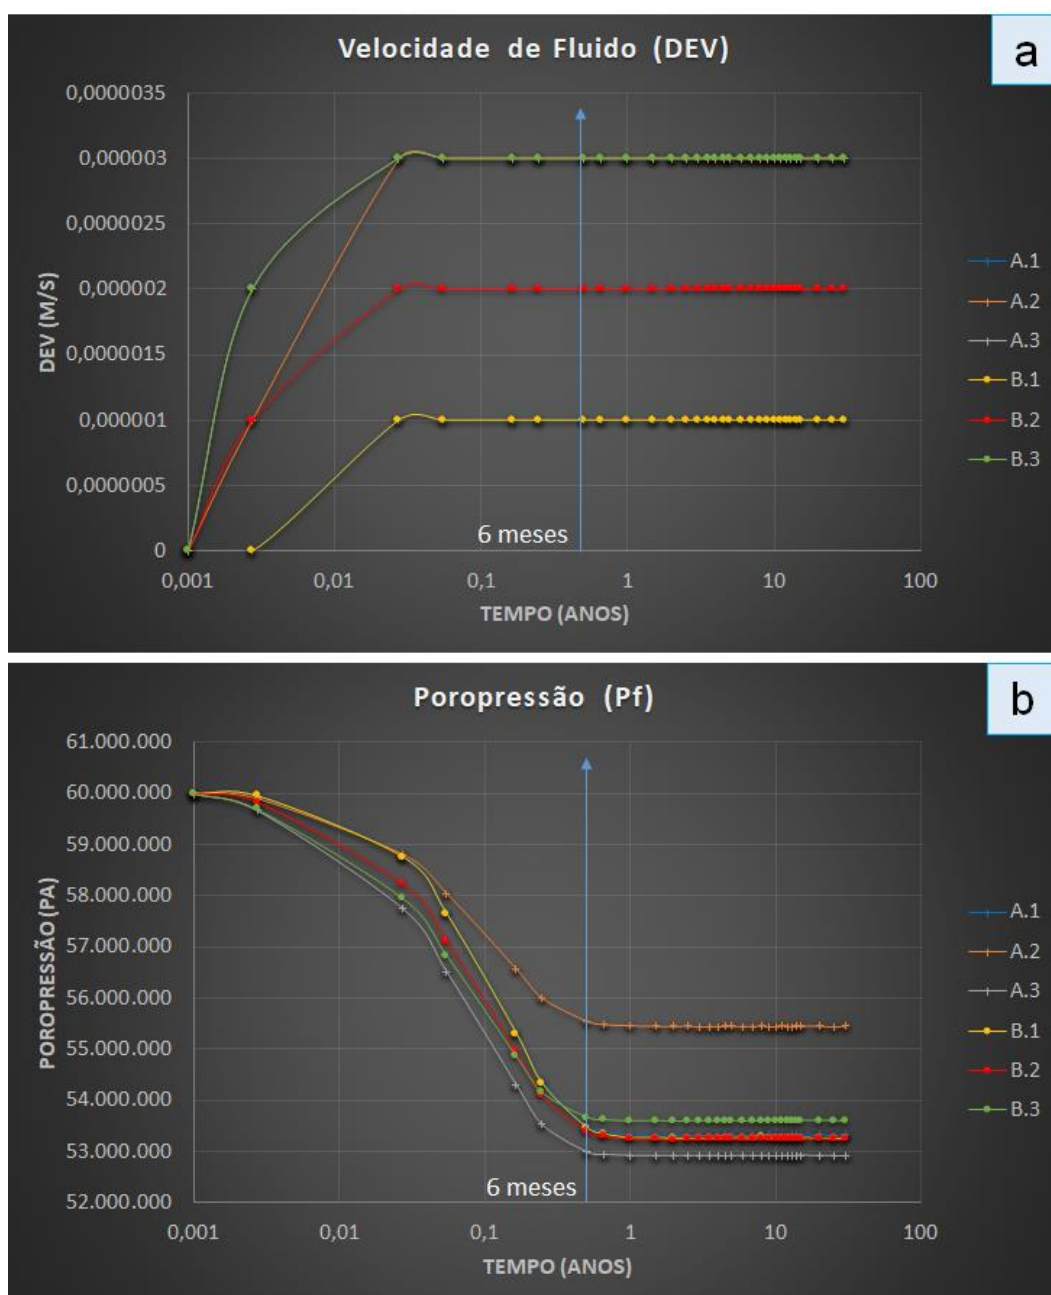 Velocidade de Fluido (DEV)
a
0,0000035
0,000003
0,0000025
0,000002
0,0000015
0,000001
0,0000005
0
DEV (M/S)
6 meses
0,001
0,01
0,1
1
10
100
TEMPO (ANOS)
A.1
A.2
A.3
B.1
B.2
B.3
Poropressão (Pf)
b
61.000.000
60.000.000
59.000.000
58.000.000
57.000.000
56.000.000
55.000.000
54.000.000
53.000.000
52.000.000
POROPRESSÃO (PA)
6 meses
0,001
0,01
0,1
1
10
100
TEMPO (ANOS)
A.1
A.2
A.3
B.1
B.2
B.3